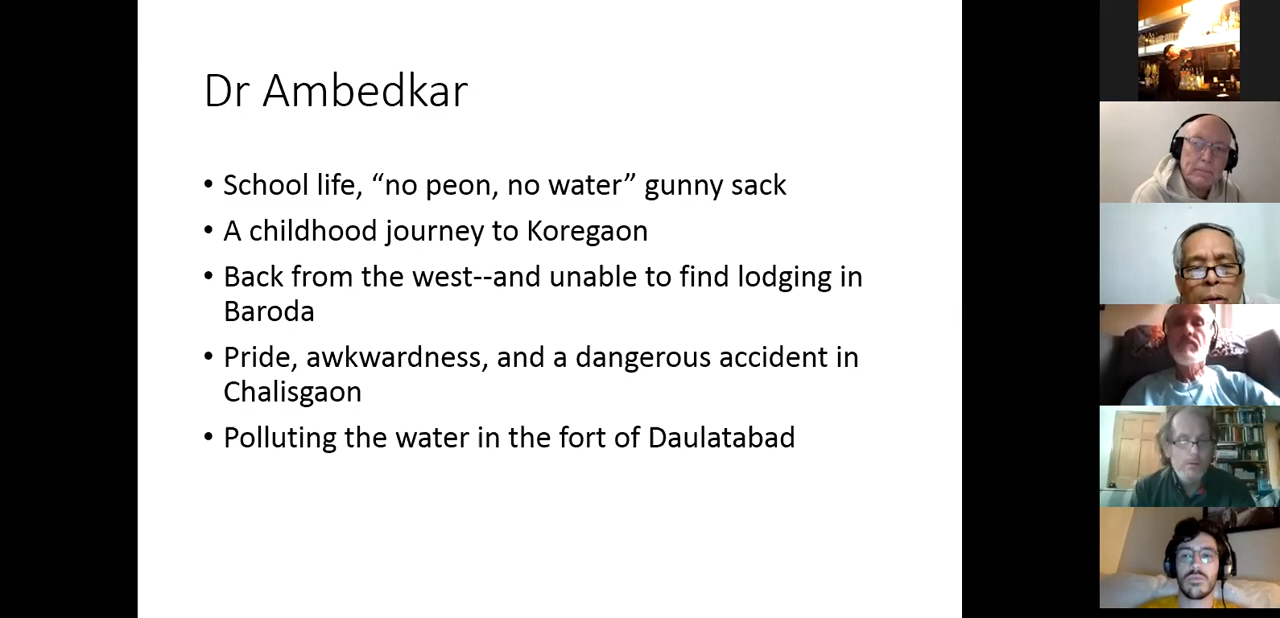 Dr Ambedkar
• School life, “no peon, no water” gunny sack
• A childhood journey to Koregaon
• Back from the west--and unable to find lodging in
Baroda
• Pride, awkwardness, and a dangerous accident in
Chalisgaon
• Polluting the water in the fort of Daulatabad